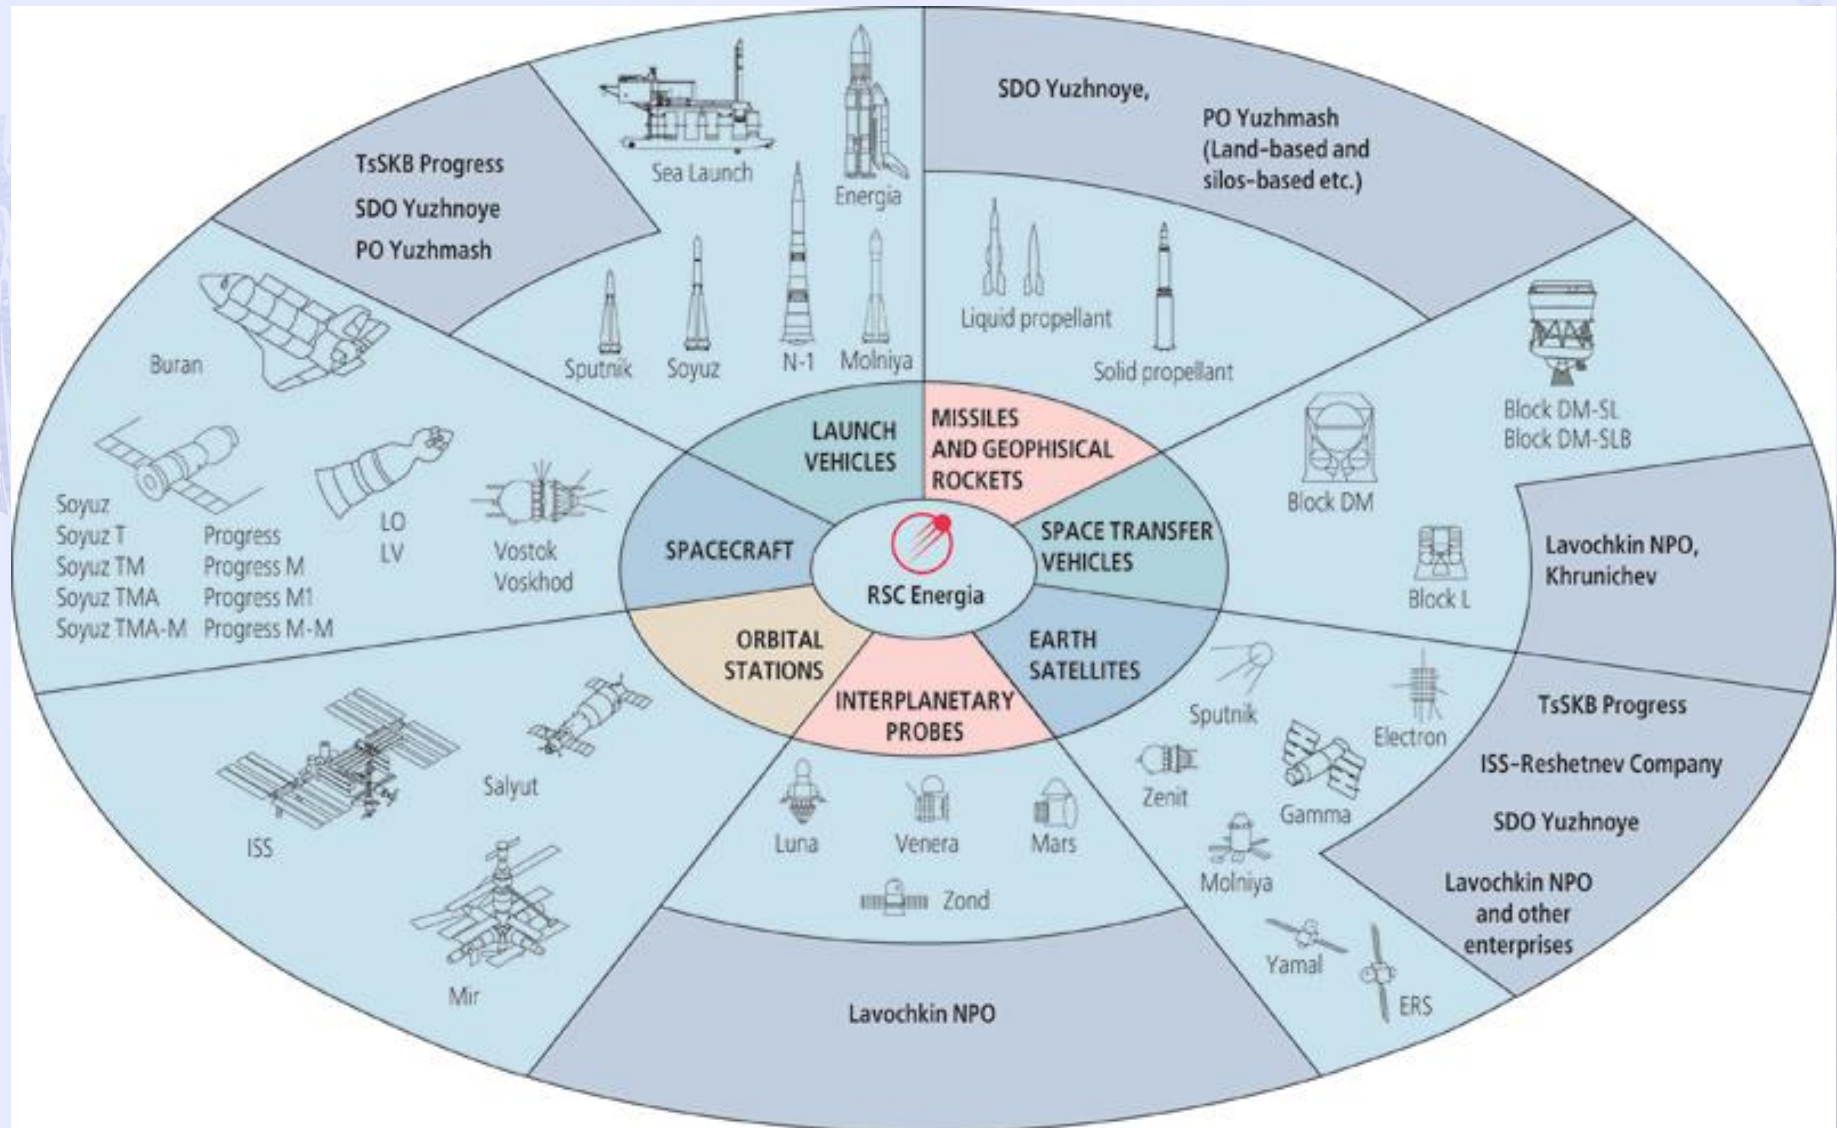 TsSKB Progress
SDO Yuzhnoye
PO Yuzhmash
Sea Launch
Energia
Sputnik
Soyuz
N-1
Molniya
SDO Yuzhnoye,
PO Yuzhmash
(Land-based and
silos-based etc.)
Liquid propellant
Solid propellant
Buran
Soyuz
Soyuz T
Soyuz TM
Soyuz TMA
Soyuz TMA-M
Progress
Progress M
Progress M1
Progress M-M
LO
LV
Vostok
Voskhod
LAUNCH
VEHICLES
MISSILES
AND GEOPHISICAL
ROCKETS
SPACECRAFT
RSC Energia
SPACE TRANSFER
VEHICLES
ORBITAL
STATIONS
INTERPLANETARY
PROBES
EARTH
SATELLITES
Block DM-SL
Block DM-SLB
Block DM
Block L
Lavochkin NPO,
Khrunichev
ISS
Salyut
Mir
Luna
Venera
Mars
Zond
Lavochkin NPO
Sputnik
Electron
Zenit
Gamma
Molniya
Yamal
ERS
TsSKB Progress
ISS-Reshetnev Company
SDO Yuzhnoye
Lavochkin NPO
and other
enterprises